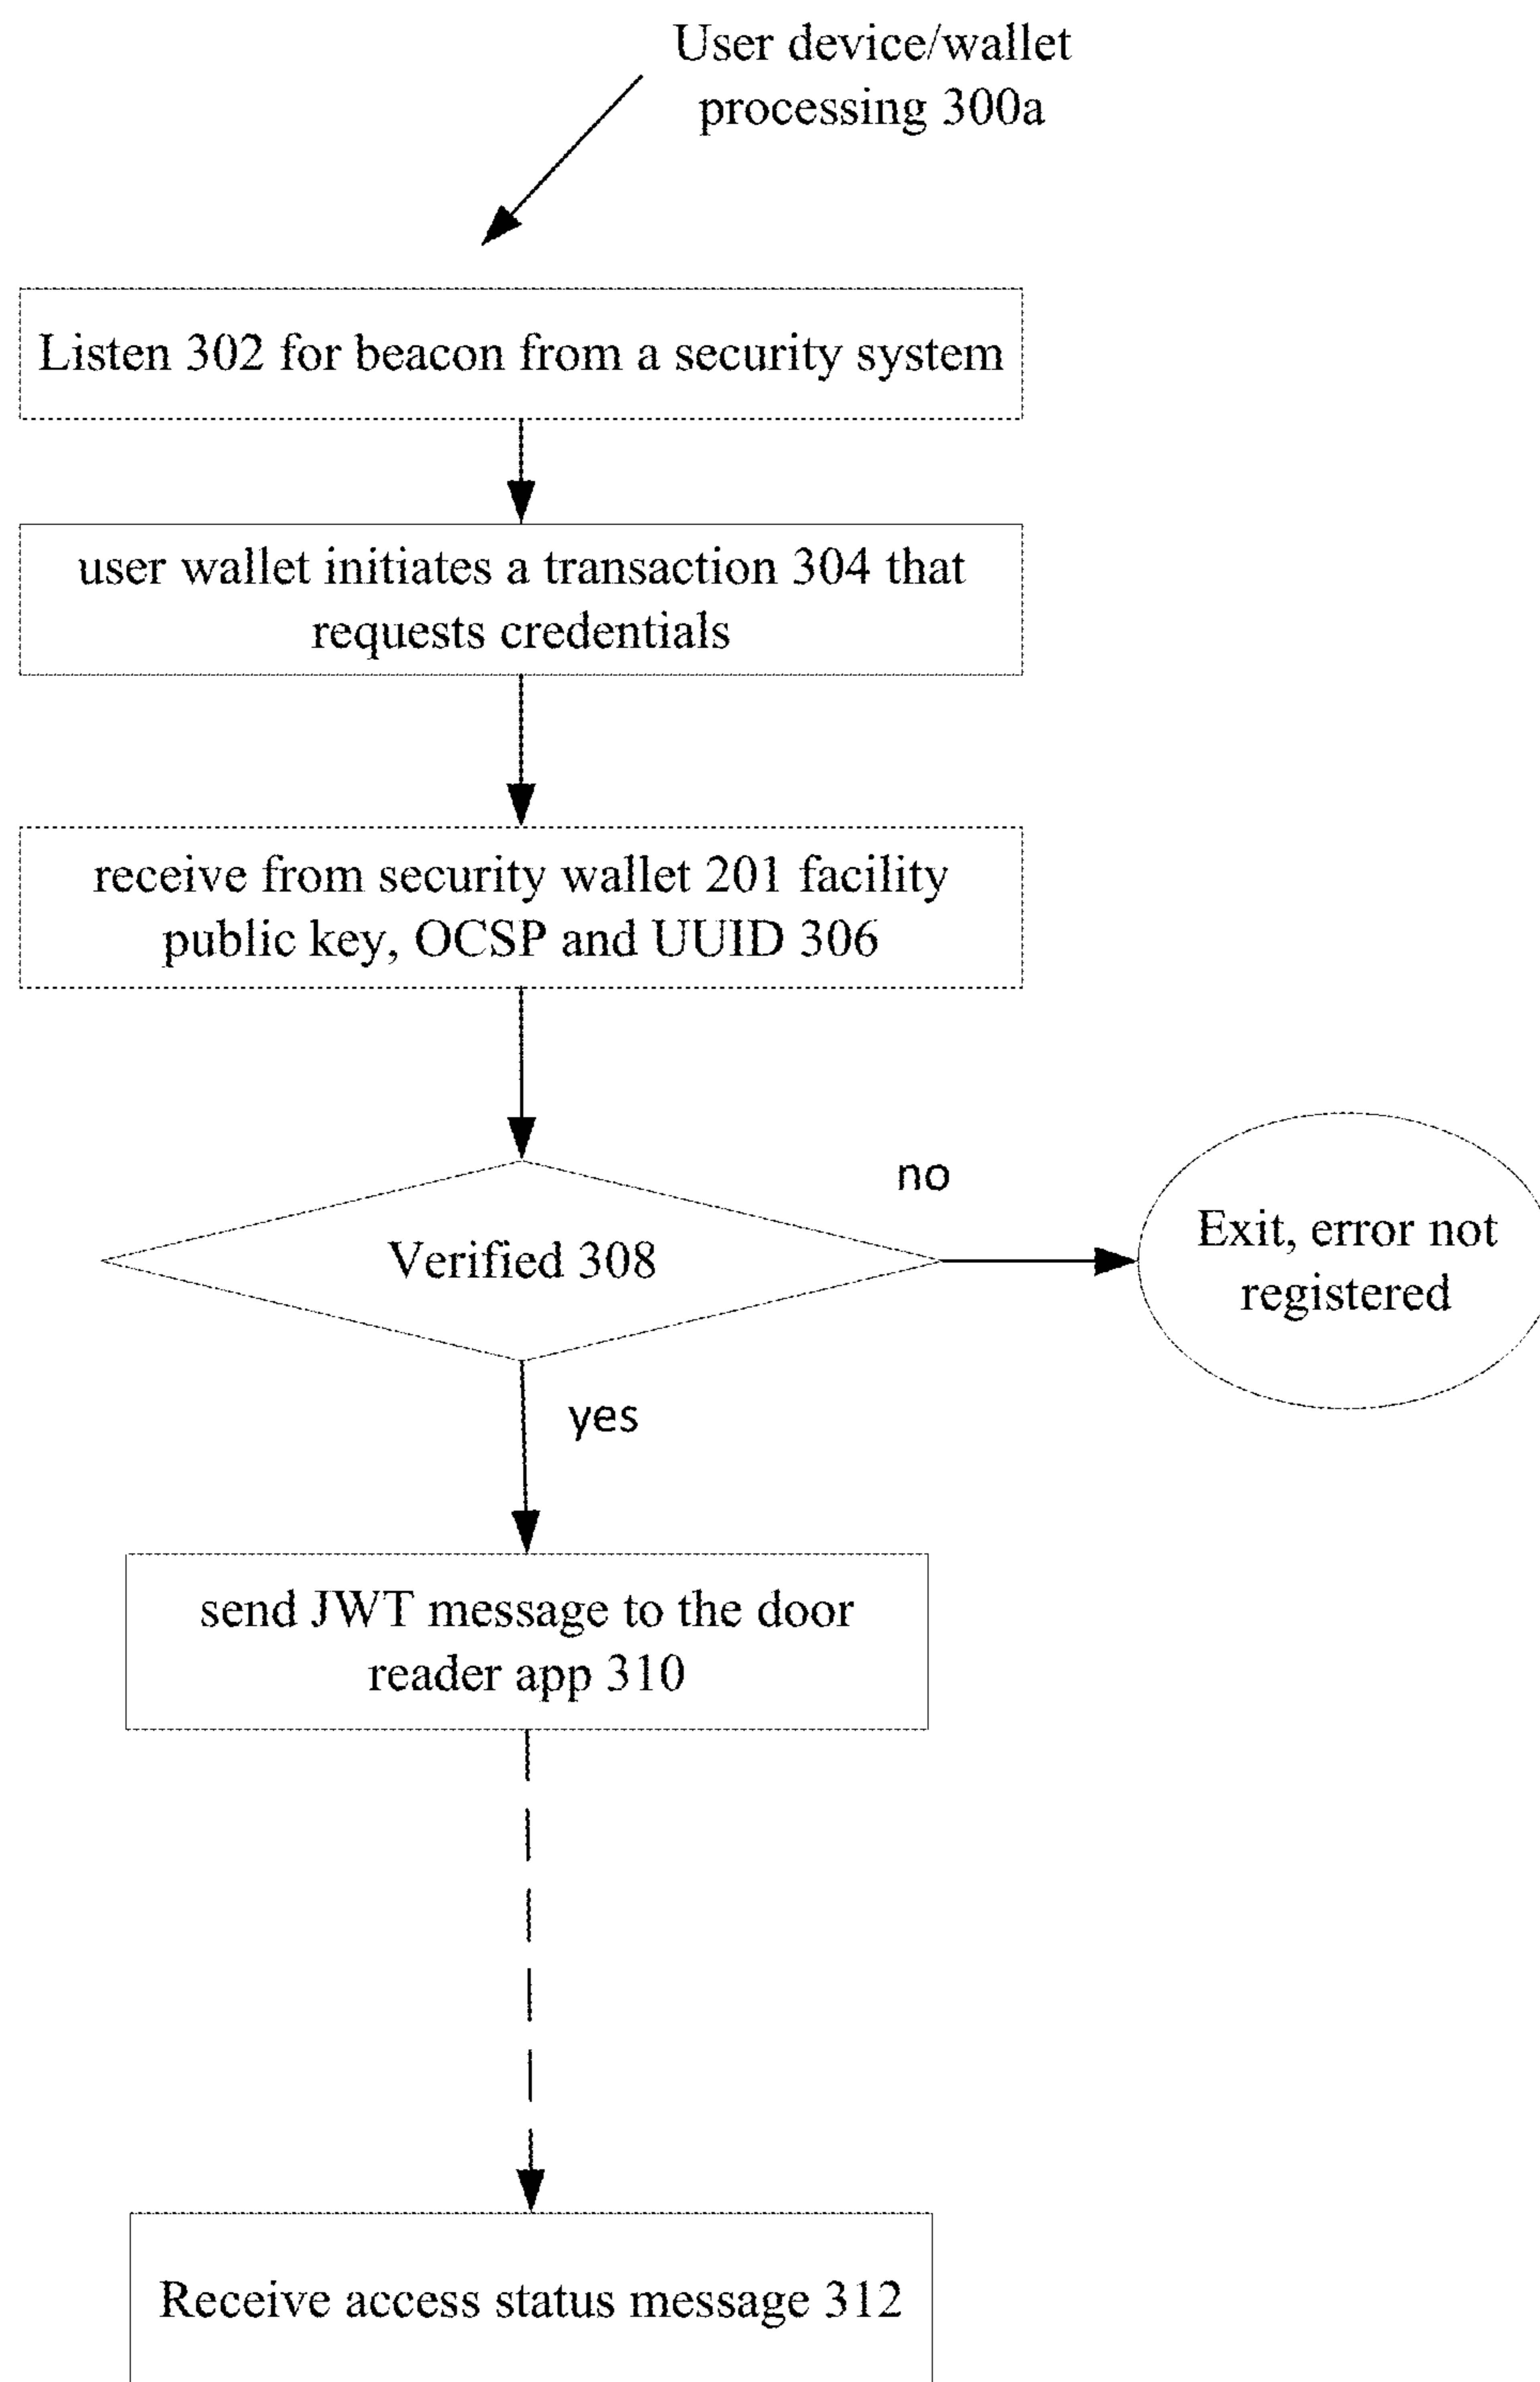 User device/wallet
processing 300a
Listen 302 for beacon from a security system
user wallet initiates a transaction 304 that
requests credentials
receive from security wallet 201 facility
public key, OCSP and UUID 306
no
Verified 308
Exit, error not
registered
yes
send JWT message to the door
reader app 310
Receive access status message 312